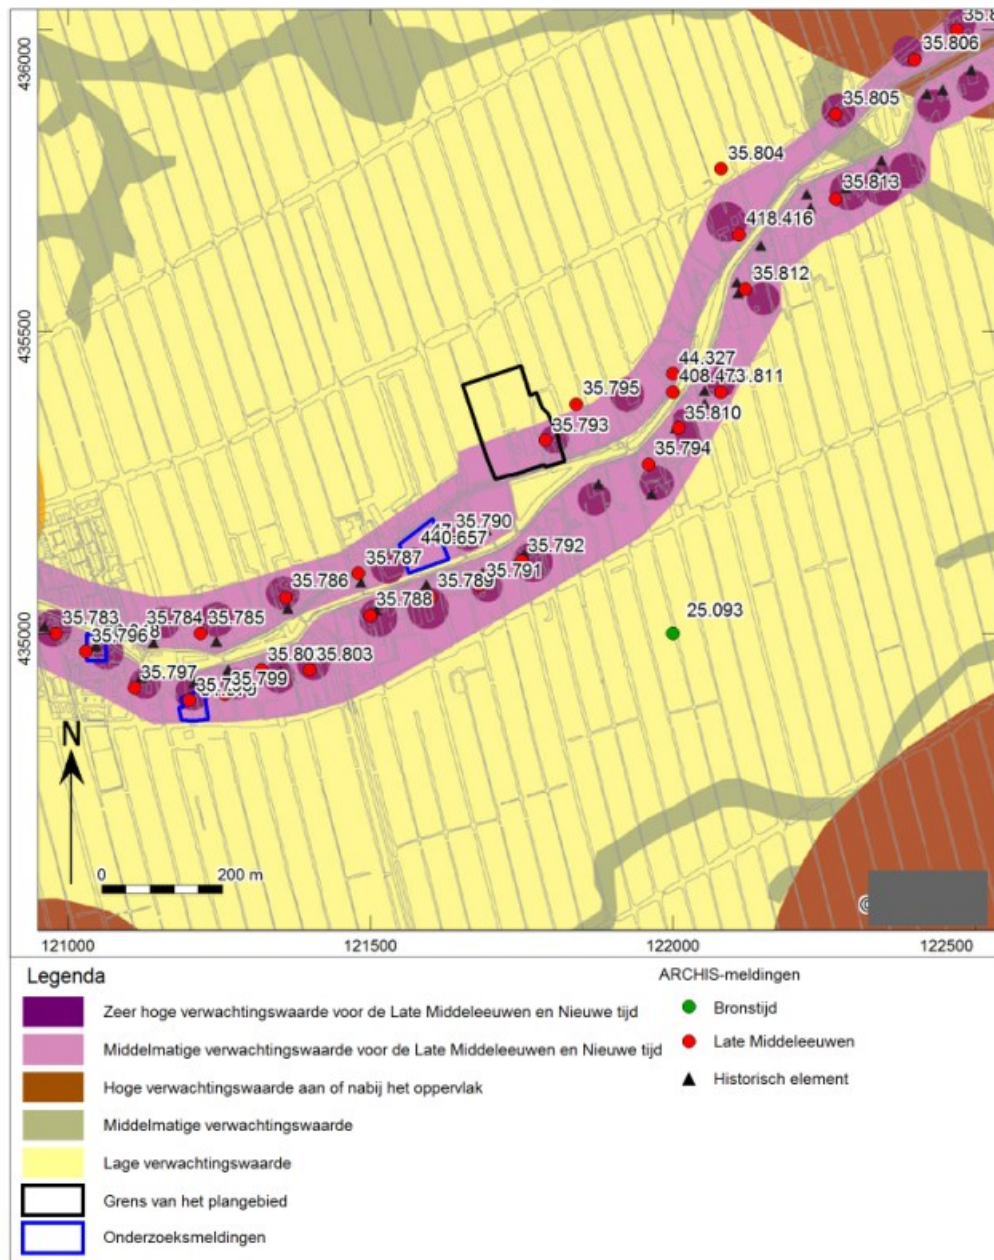 436000
435500
435000
35.806
35.805
35.804
35.813
418.416
35.812
44.327
35.795
35.793
35.810
35.794
35.790
440.657
35.792
35.787
35.791
35.786
35.789
35.788
25.093
35.783
35.784
35.785
35.796
35.803
35.797
35.799
N
0
200 m
©
121000
121500
122000
122500
Legenda
Zeer hoge verwachtingswaarde voor de Late Middeleeuwen en Nieuwe tijd
Middelmatige verwachtingswaarde voor de Late Middeleeuwen en Nieuwe tijd
Hoge verwachtingswaarde aan of nabij het oppervlak
Middelmatige verwachtingswaarde
Lage verwachtingswaarde
Grens van het plangebied
Onderzoeksmeldingen
ARCHIS-meldingen
Bronstijd
Late Middeleeuwen
Historisch element